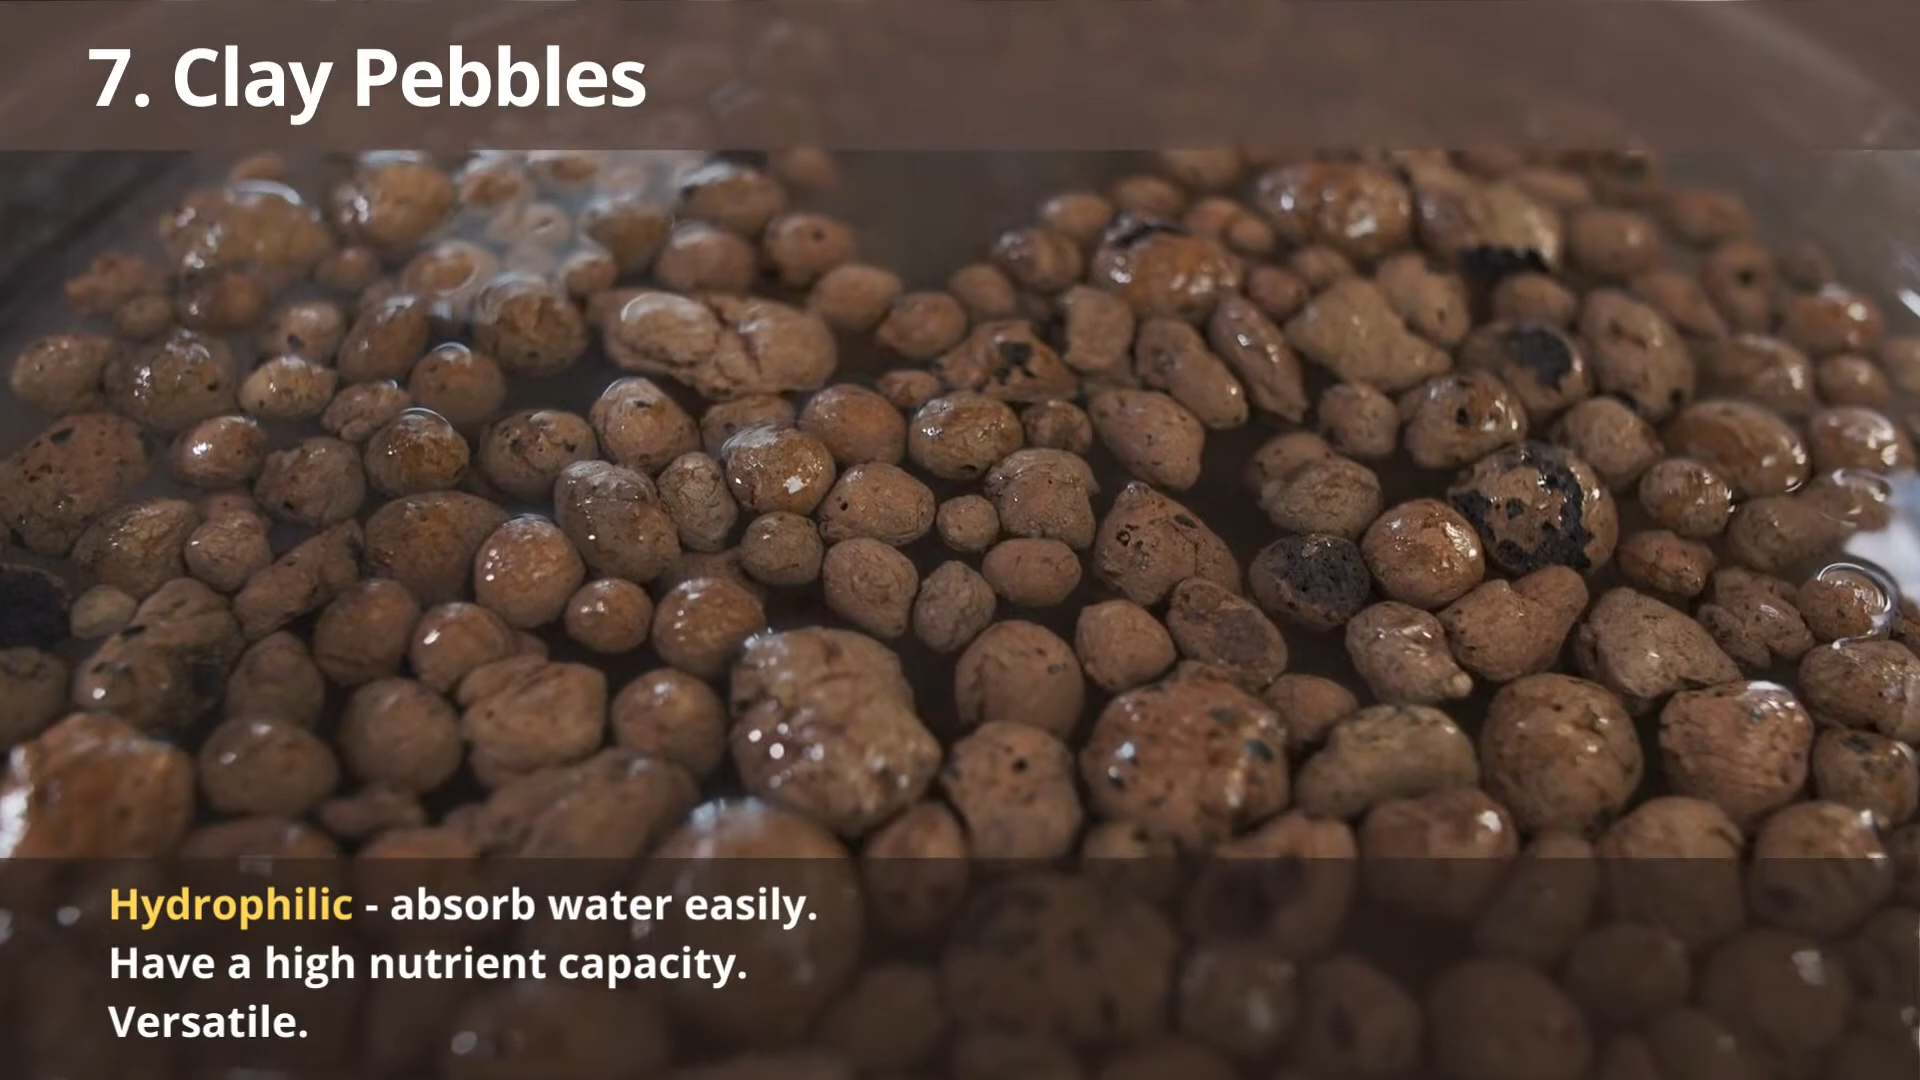 7. Clay Pebbles
Hydrophilic - absorb water easily.
Have a high nutrient capacity.
Versatile.